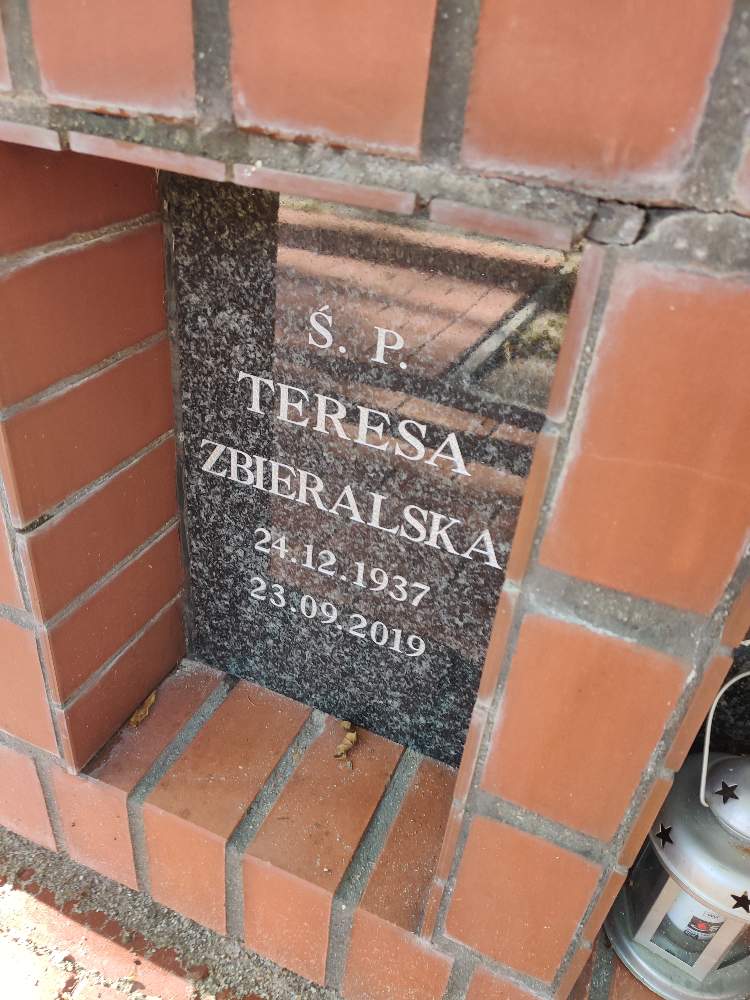 Ś. P.
TERESA
ZBIERALSKA
24.12.1937
23.09.2019